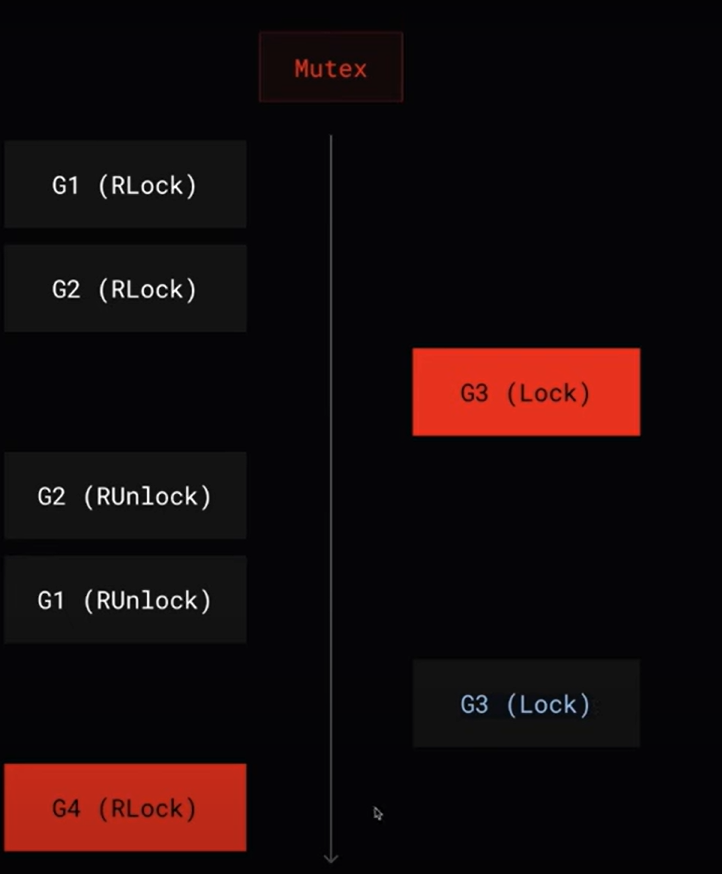 Mutex
G1 (RLock)
G2 (RLock)
G3 (Lock)
G2 (RUnlock)
G1 (RUnlock)
G3 (Lock)
G4 (RLock)